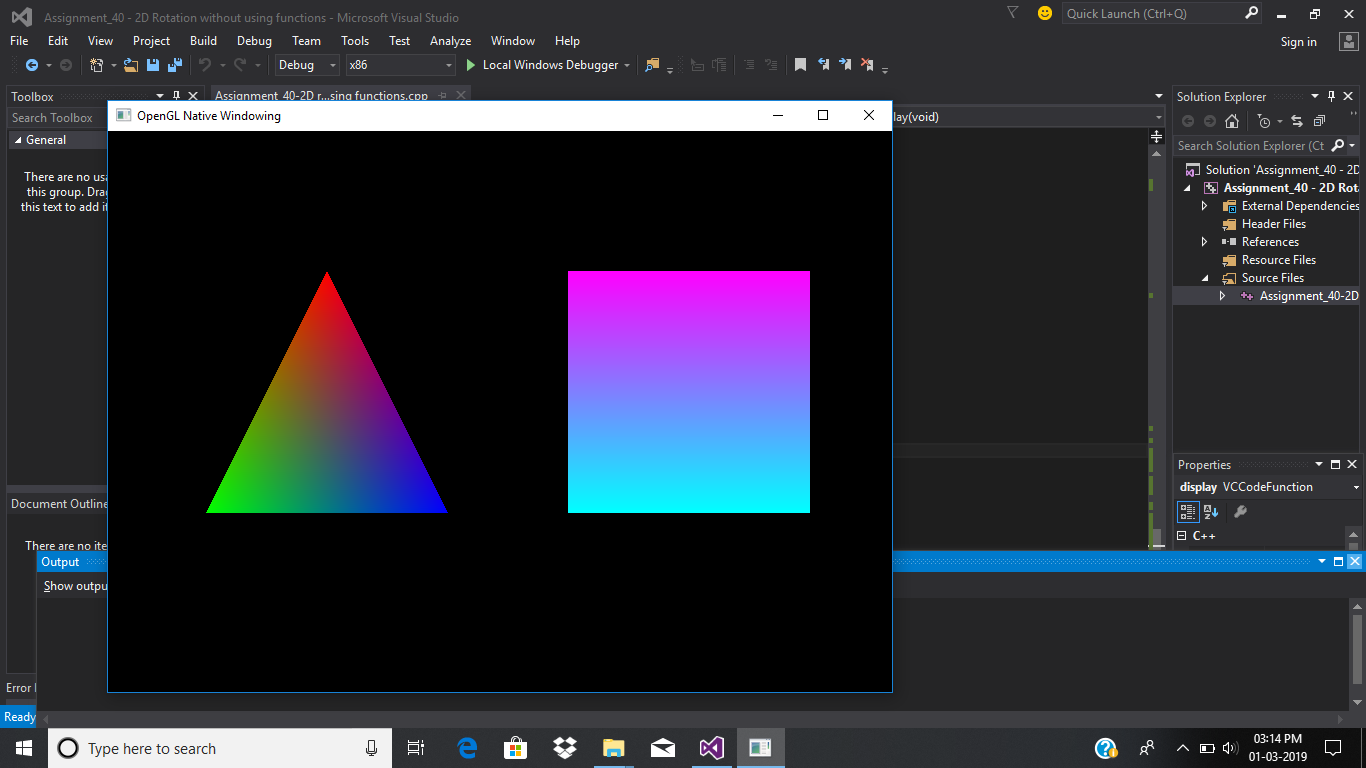 Assignment_40 - 2D Rotation without using functions - Microsoft Visual Studio
Quick Launch (Ctrl+Q)
File Edit View Project Build Debug Team Tools Test Analyze Window Help
Sign in
Debug x86 Local Windows Debugger
Toolbox
Assignment_40-2D r...sing functions.cpp
Search Toolbox
General
There are no usa
this group. Drag
this text to add it
OpenGL Native Windowing
lay(void)
Solution Explorer
Search Solution Explorer (Ct
Solution 'Assignment_40 - 2D
Assignment_40 - 2D Rota
External Dependencies
Header Files
References
Resource Files
Source Files
Assignment_40-2D
Properties
display VCCodeFunction
C++
Document Outline
There are no ite
Output
Show outpu
Error
Ready
Type here to search
03:14 PM
01-03-2019